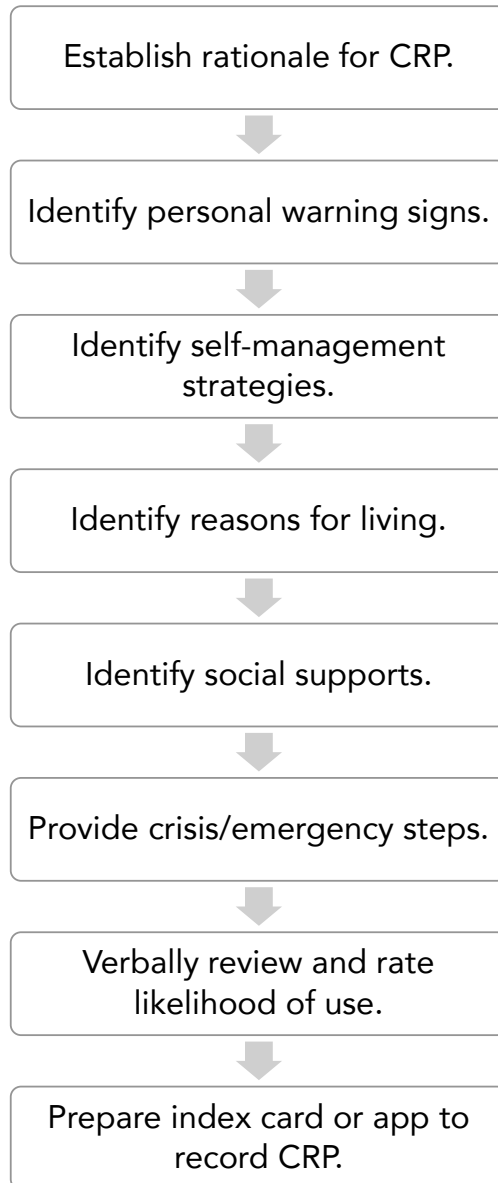 Establish rationale for CRP.
Identify personal warning signs.
Identify self-management
strategies.
Identify reasons for living.
Identify social supports.
Provide crisis/emergency steps.
Verbally review and rate
likelihood of use.
Prepare index card or app to
record CRP.